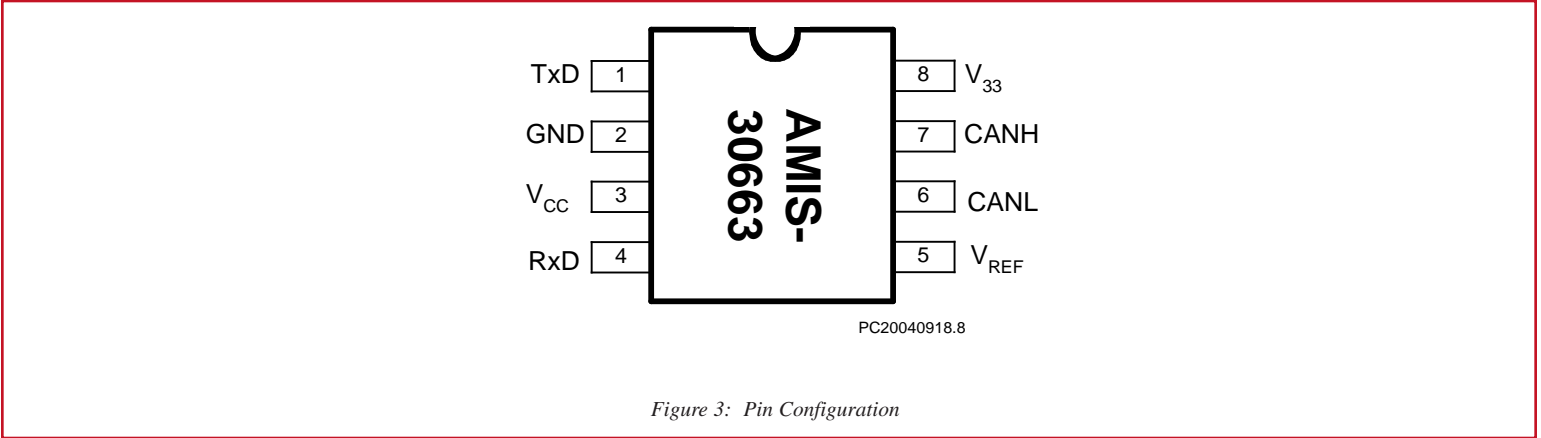 TxD 1 8 V33
GND 2 7 CANH
VCC 3 6 CANL
RxD 4 5 VREF
AMIS-
30663
PC20040918.8
Figure 3: Pin Configuration